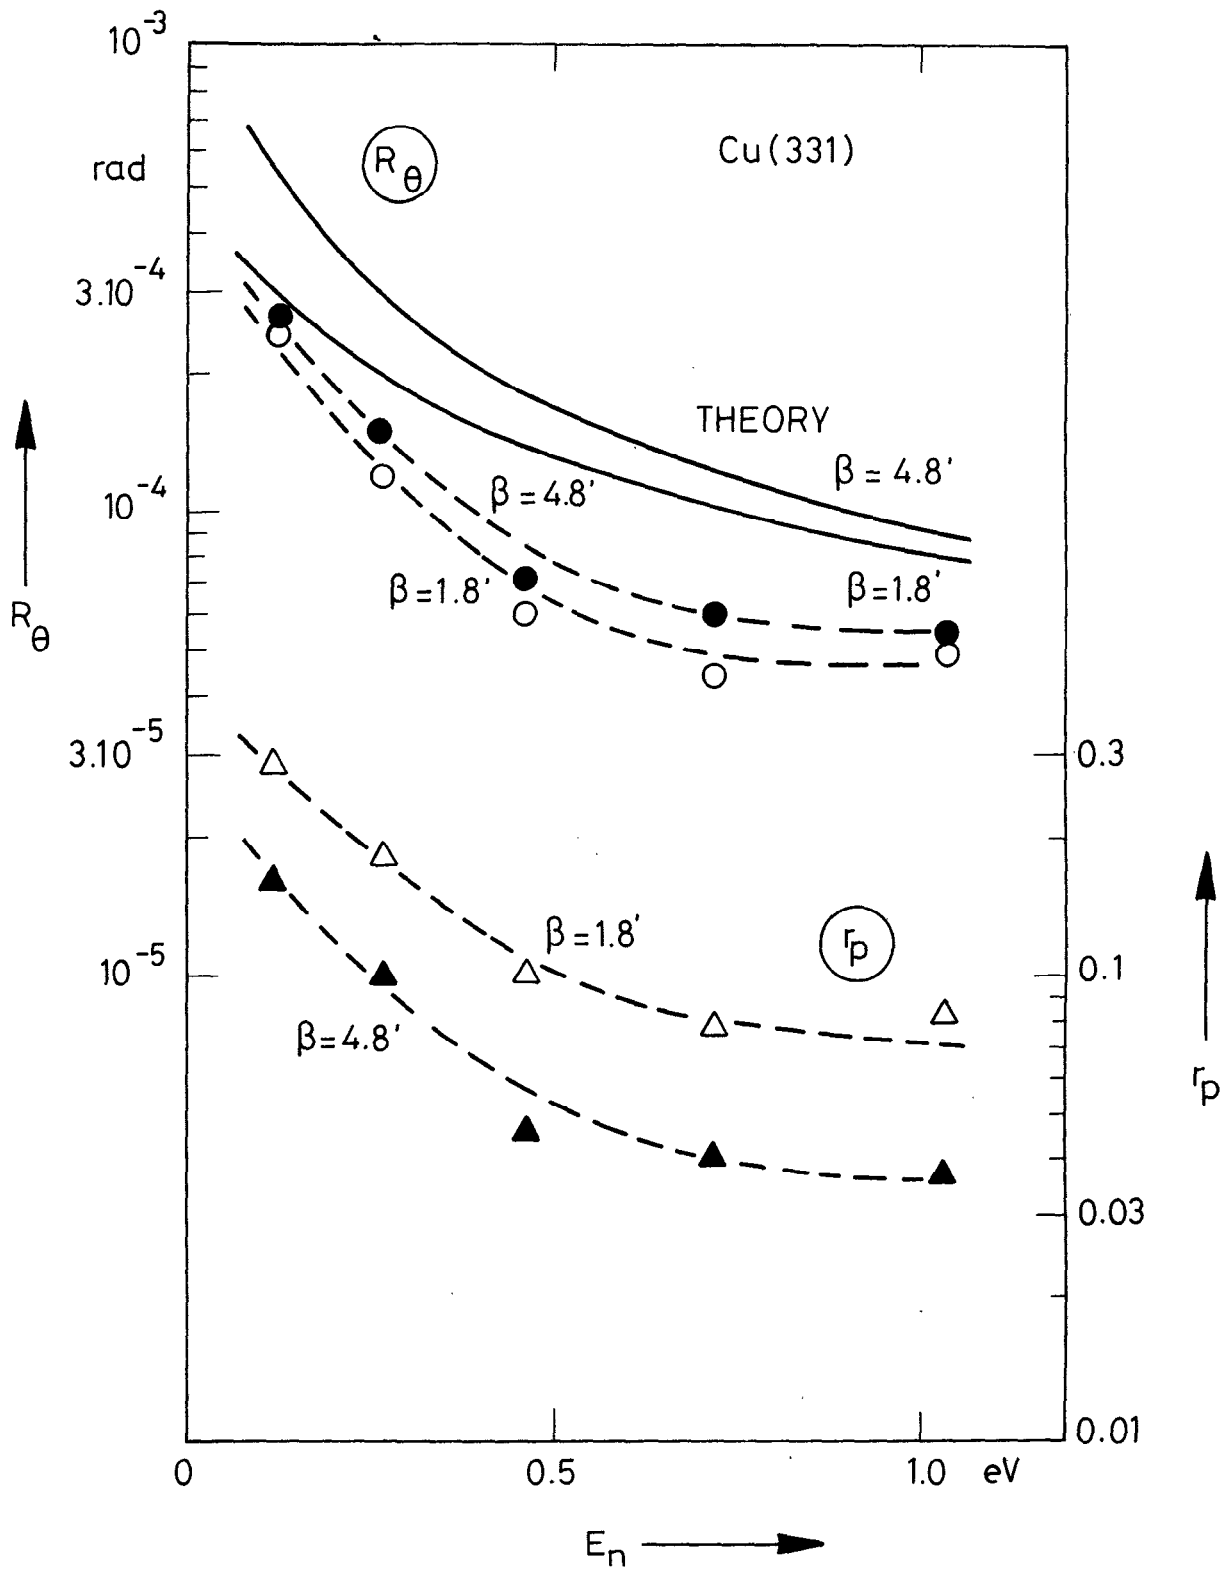 10⁻³
rad
R_θ
Cu(331)
3.10⁻⁴
THEORY
β = 4.8'
β = 4.8'
10⁻⁴
β=1.8'
β=1.8'
R_θ
3.10⁻⁵
0.3
β=1.8'
r_p
10⁻⁵
0.1
β=4.8'
r_p
0.03
0.01
0
0.5
1.0
eV
E_n